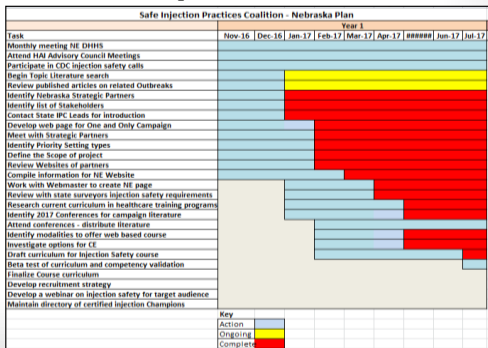 Safe Injection Practices Coalition - Nebraska Plan
Year 1
Task Nov-16 Dec-16 Jan-17 Feb-17 Mar-17 Apr-17 ###### Jun-17 Jul-17
Monthly meeting NE DHHS
Attend HAI Advisory Council Meetings
Participate in CDC injection safety calls
Begin Topic Literature search
Review published articles on related Outbreaks
Identify Nebraska Strategic Partners
Identify list of Stakeholders
Contact State IPC Leads for introduction
Develop web page for One and Only Campaign
Meet with Strategic Partners
Identify Priority Setting types
Define the Scope of project
Review Websites of partners
Compile information for NE Website
Work with Webmaster to create NE page
Review with state surveyors injection safety requirements
Research current curriculum in healthcare training programs
Identify 2017 Conferences for campaign literature
Attend conferences - distribute literature
Identify modalities to offer web based course
Investigate options for CE
Draft curriculum for Injection Safety course
Beta test of curriculum and competency validation
Finalize Course curriculum
Develop recruitment strategy
Develop a webinar on injection safety for target audience
Maintain directory of certified injection Champions
Key
Action
Ongoing
Complete